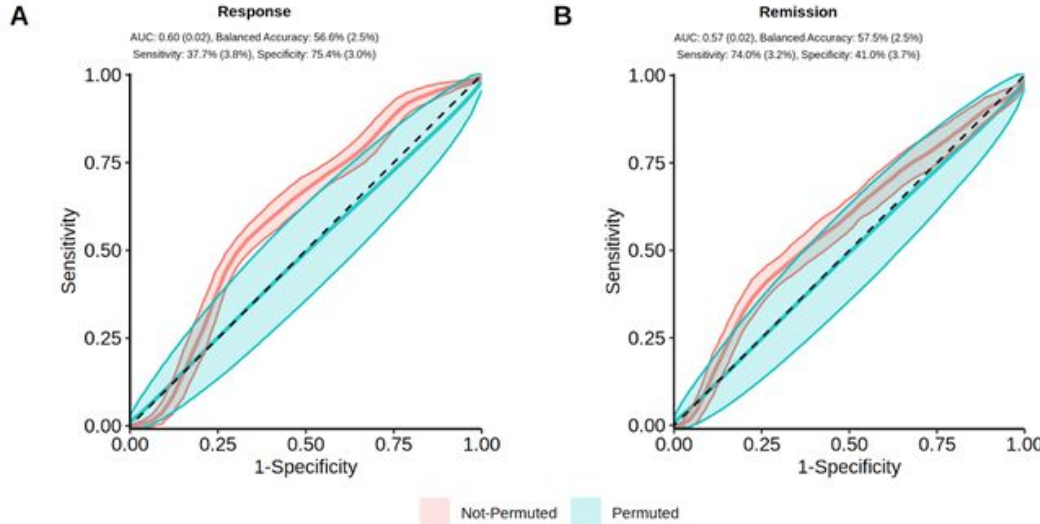 A
Response
AUC: 0.60 (0.02), Balanced Accuracy: 56.6% (2.5%)
Sensitivity: 37.7% (3.8%), Specificity: 75.4% (3.0%)
1.00
0.75
0.50
0.25
0.00
Sensitivity
0.00 0.25 0.50 0.75 1.00
1-Specificity
B
Remission
AUC: 0.57 (0.02), Balanced Accuracy: 57.5% (2.5%)
Sensitivity: 74.0% (3.2%), Specificity: 41.0% (3.7%)
1.00
0.75
0.50
0.25
0.00
Sensitivity
0.00 0.25 0.50 0.75 1.00
1-Specificity
Not-Permuted Permuted